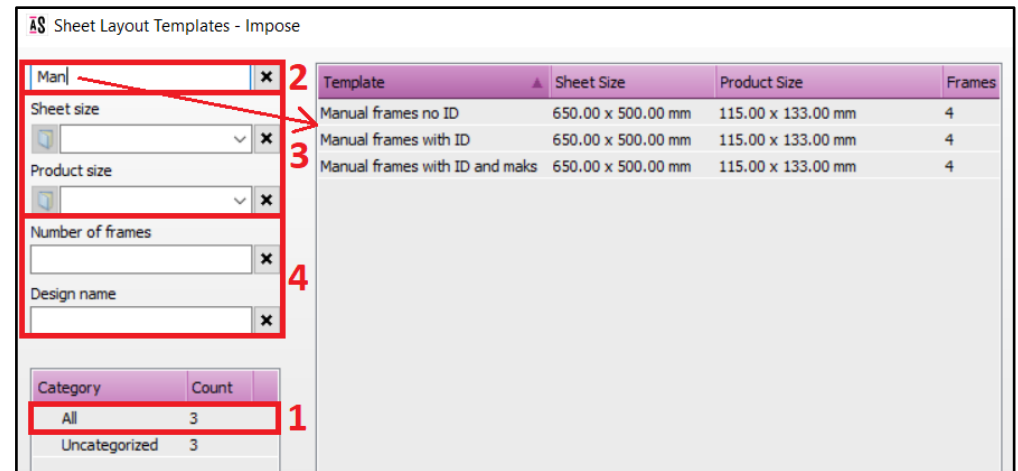 AS Sheet Layout Templates - Impose
Man
2
Sheet size
3
Product size
Number of frames
4
Design name
Category Count
All 3
1
Uncategorized 3
Template Sheet Size Product Size Frames
Manual frames no ID 650.00 x 500.00 mm 115.00 x 133.00 mm 4
Manual frames with ID 650.00 x 500.00 mm 115.00 x 133.00 mm 4
Manual frames with ID and maks 650.00 x 500.00 mm 115.00 x 133.00 mm 4